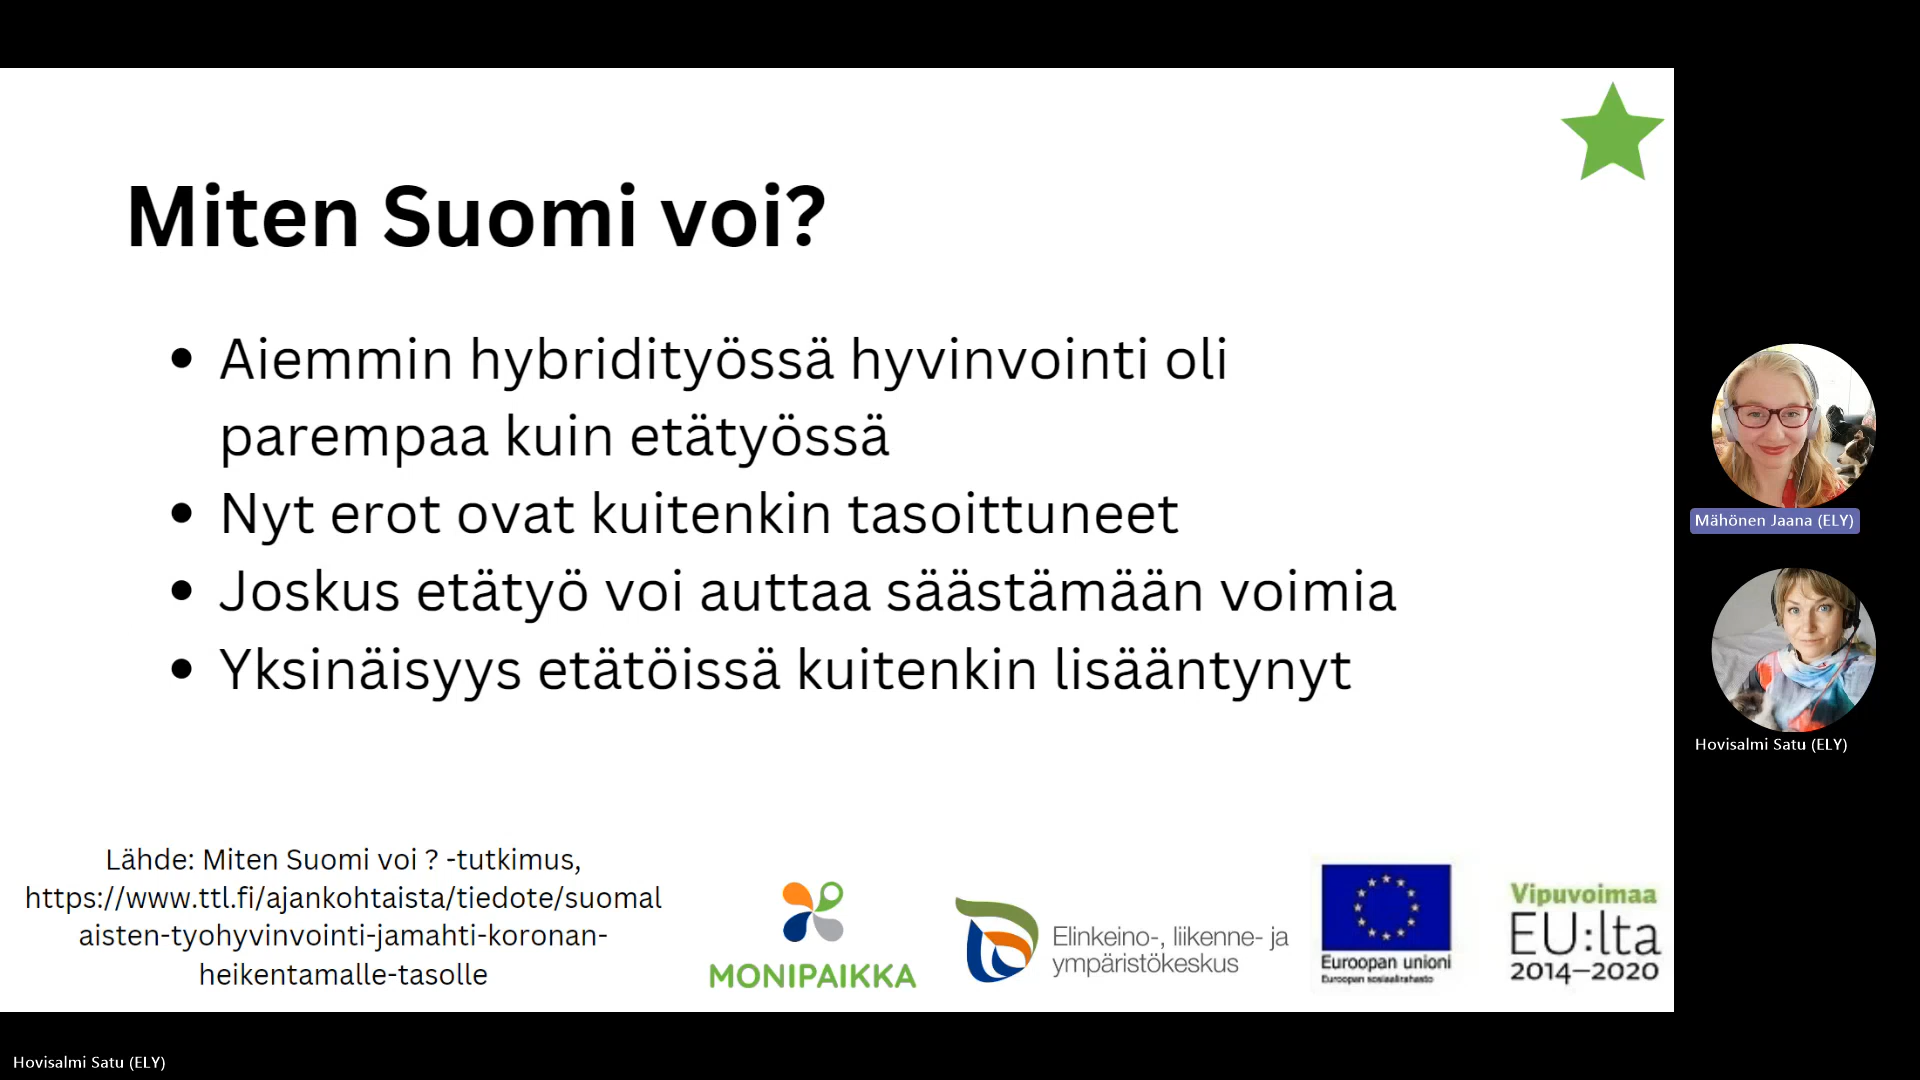 Miten Suomi voi?
• Aiemmin hybridityössä hyvinvointi oli
parempaa kuin etätyössä
• Nyt erot ovat kuitenkin tasoittuneet
• Joskus etätyö voi auttaa säästämään voimia
• Yksinäisyys etätöissä kuitenkin lisääntynyt
Lähde: Miten Suomi voi ? -tutkimus,
https://www.ttl.fi/ajankohtaista/tiedote/suomal
aisten-tyohyvinvointi-jamahti-koronan-
heikentamalle-tasolle
MONIPAIKKA
Elinkeino-, liikenne- ja
ympäristökeskus
Euroopan unioni
Euroopan sosiaalirahasto
Vipuvoimaa
EU:lta
2014–2020
Mähönen Jaana (ELY)
Hovisalmi Satu (ELY)
Hovisalmi Satu (ELY)